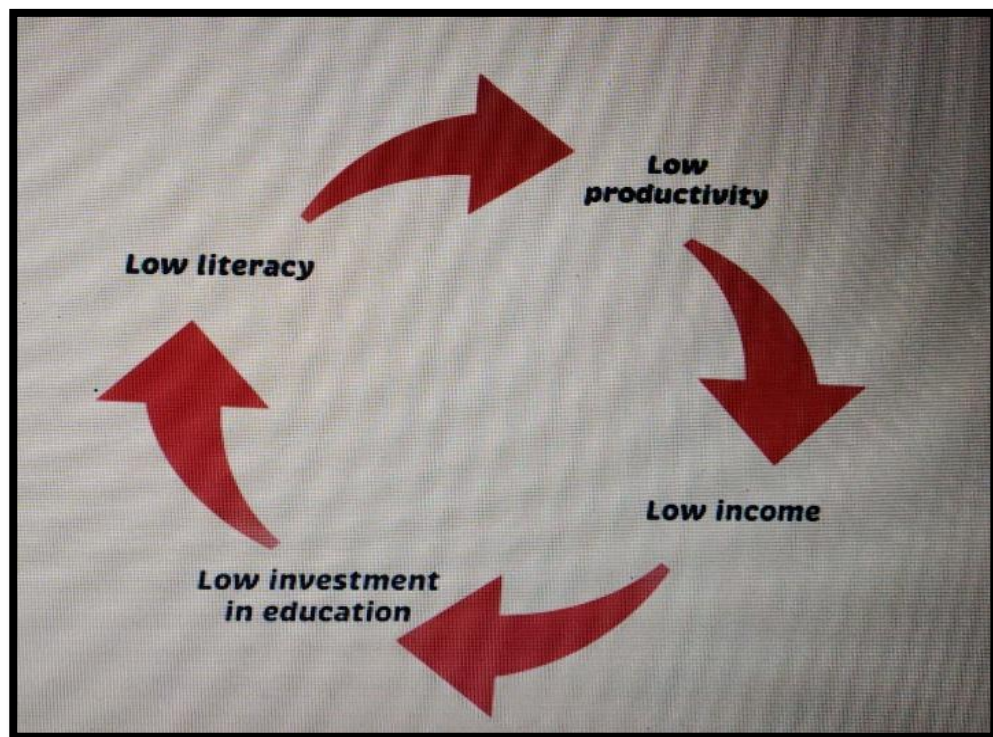 Low
productivity
Low literacy
Low income
Low investment
in education